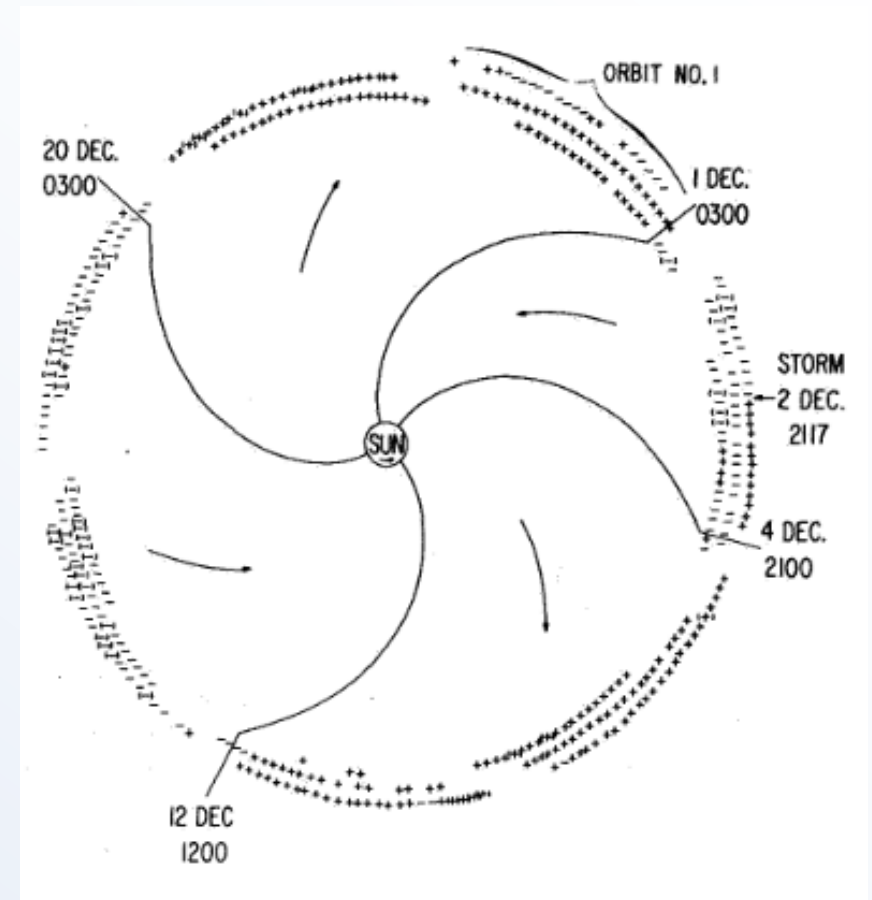 ORBIT NO. 1
20 DEC.
0300
1 DEC.
0300
STORM
2 DEC.
2117
SUN
4 DEC.
2100
12 DEC
1200